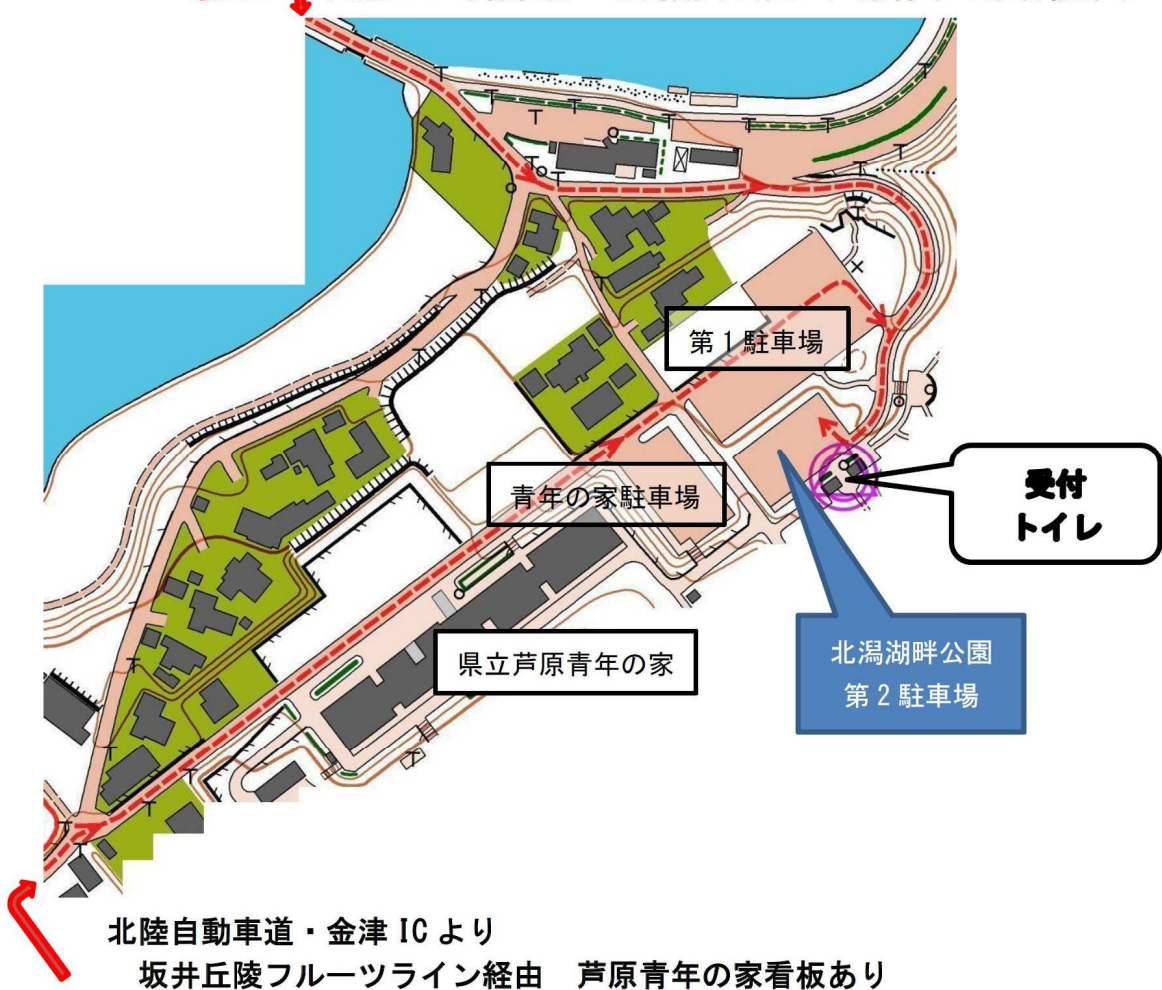 第1駐車場
青年の家駐車場
受付
トイレ
県立芦原青年の家
北潟湖畔公園
第2駐車場
北陸自動車道・金津 IC より
坂井丘陵フルーツライン経由　芦原青年の家看板あり